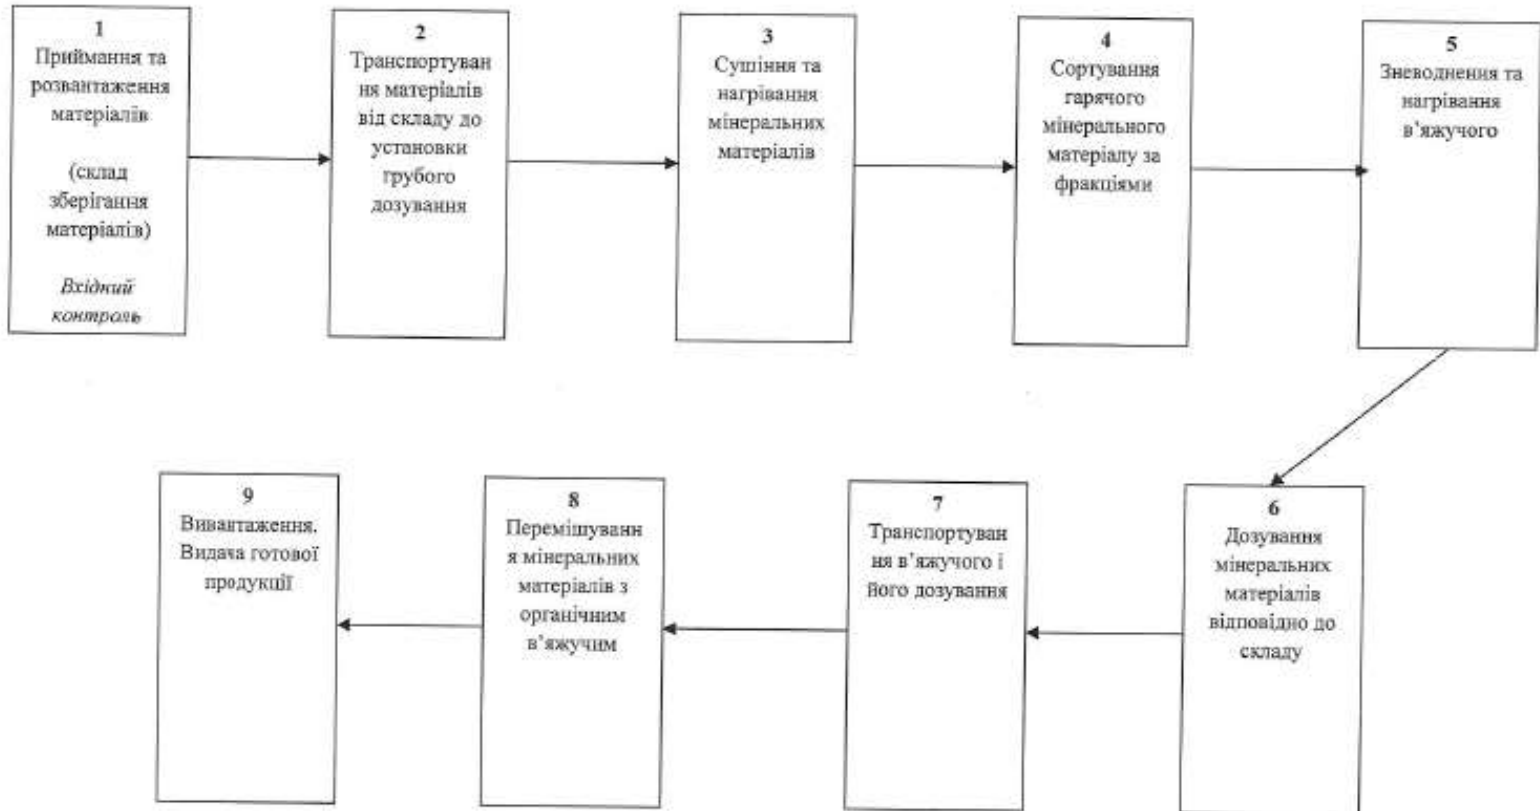 1
Приймання та
розвантаження
матеріалів
(склад
зберігання
матеріалів)
Вхідний
контроль
2
Транспортуван
ня матеріалів
від складу до
установки
грубого
дозування
3
Сушіння та
нагрівання
мінеральних
матеріалів
4
Сортування
гарячого
мінерального
матеріалу за
фракціями
5
Зневоднення та
нагрівання
в’яжучого
6
Дозування
мінеральних
матеріалів
відповідно до
складу
7
Транспортуван
ня в’яжучого і
його дозування
8
Перемішуванн
я мінеральних
матеріалів з
органічним
в’яжучим
9
Вивантаження.
Видача готової
продукції